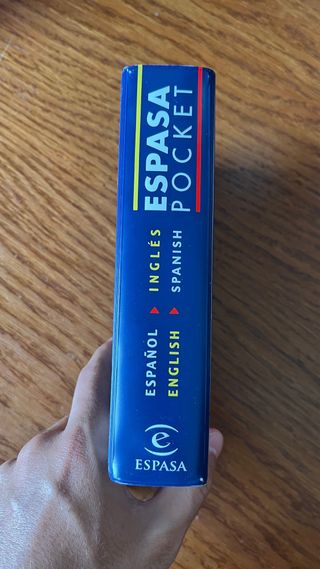 ESPASA
POCKET
ESPAÑOL ▸ INGLÉS
ENGLISH ▸ SPANISH
ESPASA